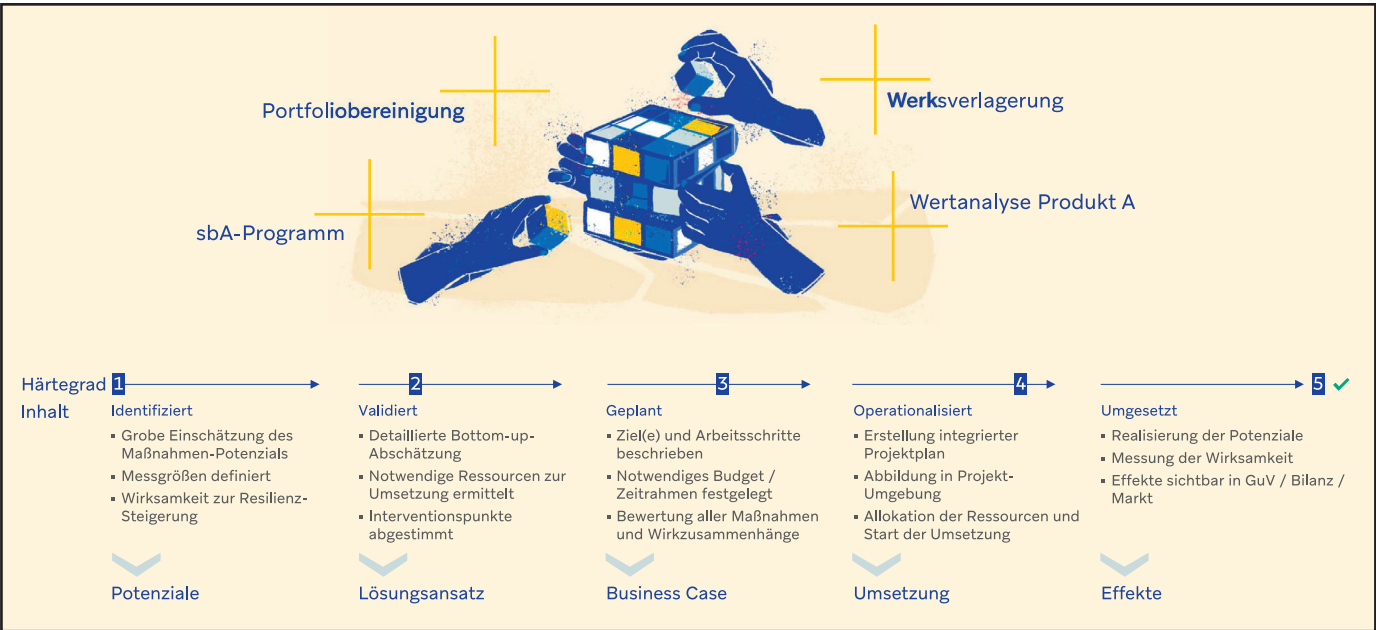 Portfoliobereinigung
Werksverlagerung
sbA-Programm
Wertanalyse Produkt A
Härtegrad 1 2 3 4 5
Inhalt
Identifiziert
▪ Grobe Einschätzung des
Maßnahmen-Potenzials
▪ Messgrößen definiert
▪ Wirksamkeit zur Resilienz-
Steigerung
Potenziale
Validiert
▪ Detaillierte Bottom-up-
Abschätzung
▪ Notwendige Ressourcen zur
Umsetzung ermittelt
▪ Interventionspunkte
abgestimmt
Lösungsansatz
Geplant
▪ Ziel(e) und Arbeitsschritte
beschrieben
▪ Notwendiges Budget /
Zeitrahmen festgelegt
▪ Bewertung aller Maßnahmen
und Wirkzusammenhänge
Business Case
Operationalisiert
▪ Erstellung integrierter
Projektplan
▪ Abbildung in Projekt-
Umgebung
▪ Allokation der Ressourcen und
Start der Umsetzung
Umsetzung
Umgesetzt
▪ Realisierung der Potenziale
▪ Messung der Wirksamkeit
▪ Effekte sichtbar in GuV / Bilanz /
Markt
Effekte